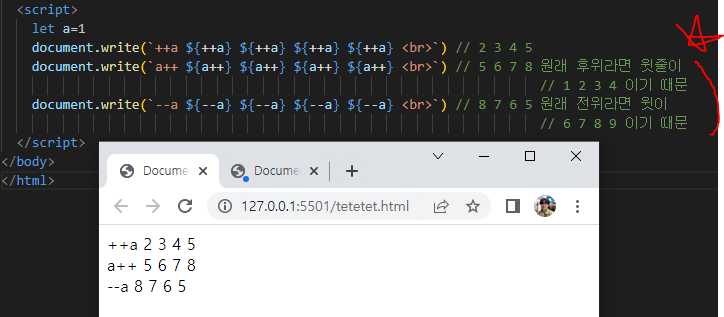 <script>
let a=1
document.write(`++a ${++a} ${++a} ${++a} ${++a} <br>`) // 2 3 4 5
document.write(`a++ ${a++} ${a++} ${a++} ${a++} <br>`) // 5 6 7 8 원래 후위라면 윗줄이
// 1 2 3 4 이기 때문
document.write(`--a ${--a} ${--a} ${--a} ${--a} <br>`) // 8 7 6 5 원래 전위라면 윗이
// 6 7 8 9 이기 때문
</script>
</body>
</html>
Docume
Docume
127.0.0.1:5501/tetetet.html
++a 2 3 4 5
a++ 5 6 7 8
--a 8 7 6 5